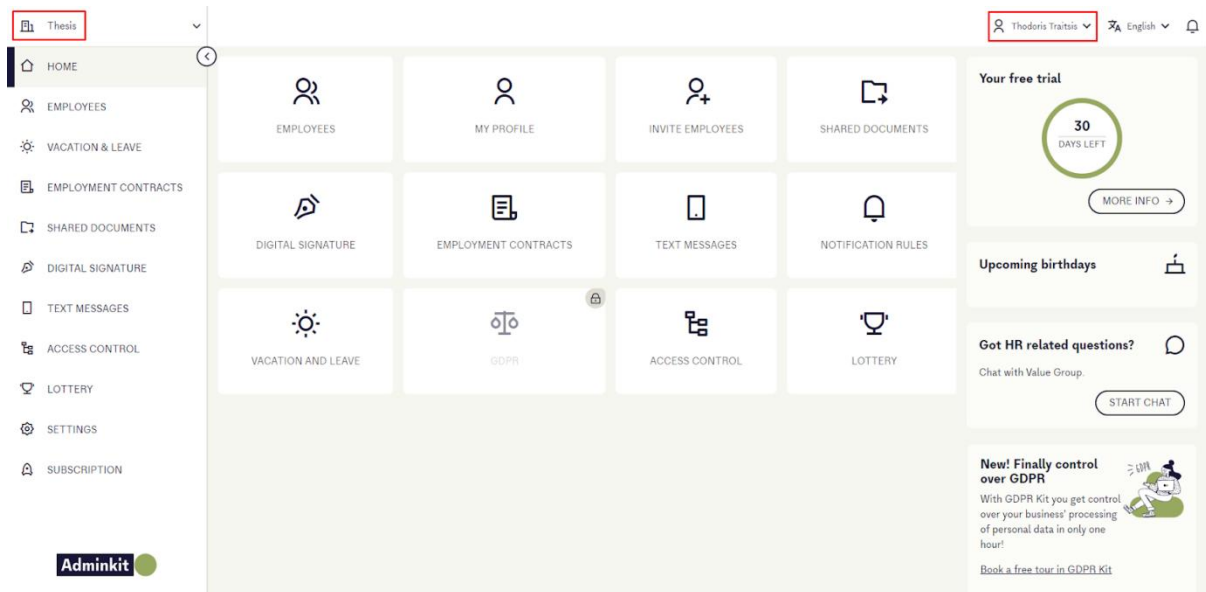 Thesis
Thodoris Traitsis
English
HOME
EMPLOYEES
VACATION & LEAVE
EMPLOYMENT CONTRACTS
SHARED DOCUMENTS
DIGITAL SIGNATURE
TEXT MESSAGES
ACCESS CONTROL
LOTTERY
SETTINGS
SUBSCRIPTION
Adminkit
EMPLOYEES
MY PROFILE
INVITE EMPLOYEES
SHARED DOCUMENTS
DIGITAL SIGNATURE
EMPLOYMENT CONTRACTS
TEXT MESSAGES
NOTIFICATION RULES
VACATION AND LEAVE
GDPR
ACCESS CONTROL
LOTTERY
Your free trial
30
DAYS LEFT
MORE INFO →
Upcoming birthdays
Got HR related questions?
Chat with Value Group.
START CHAT
New! Finally control
over GDPR
GDPR
With GDPR Kit you get control
over your business' processing
of personal data in only one
hour!
Book a free tour in GDPR Kit